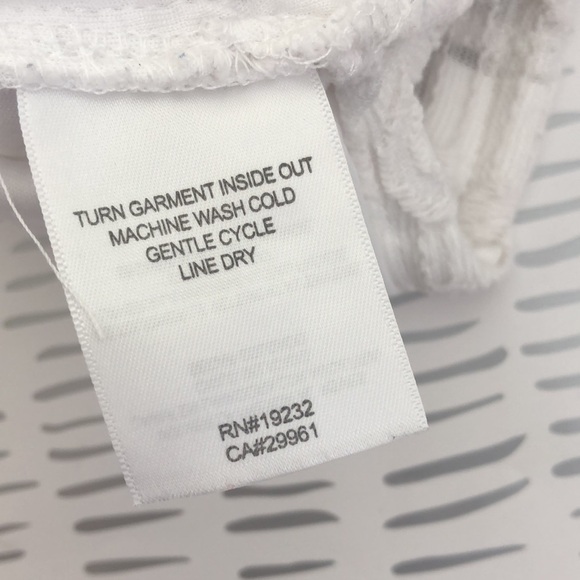 TURN GARMENT INSIDE OUT
MACHINE WASH COLD
GENTLE CYCLE
LINE DRY
RN#19232
CA#29961